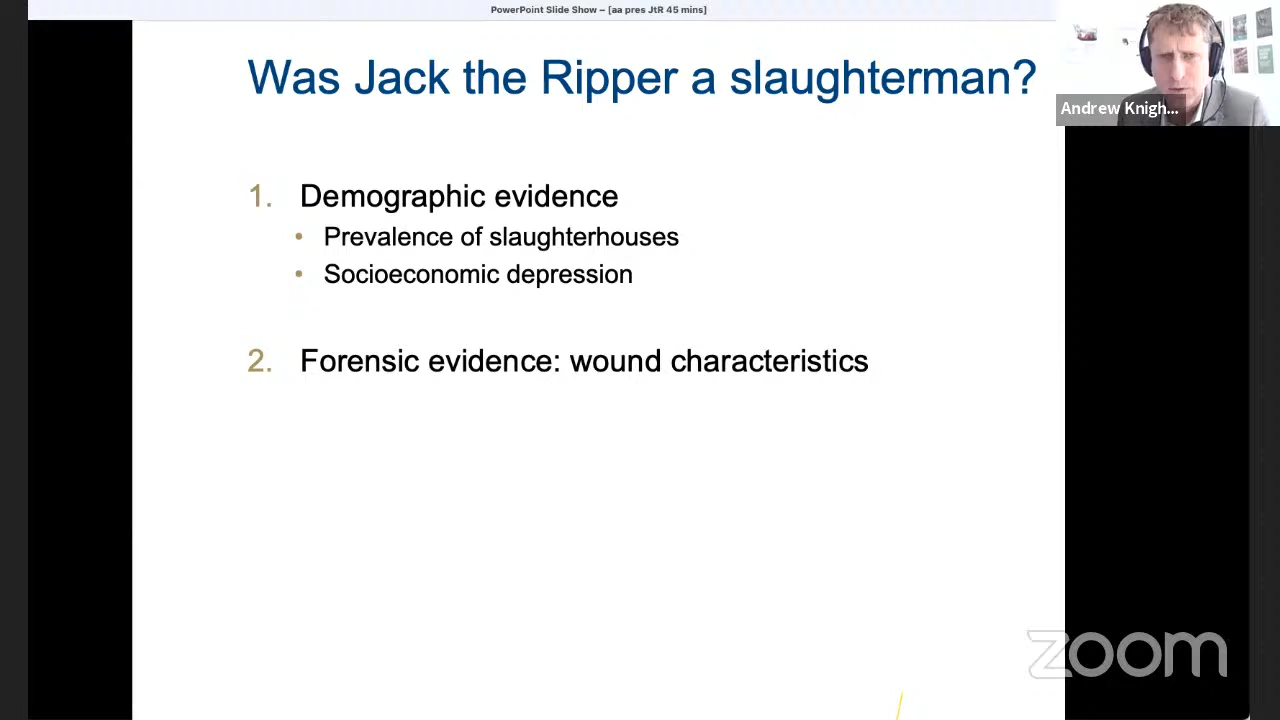 PowerPoint Slide Show – [aa pres JtR 45 mins]
Was Jack the Ripper a slaughterman?
Andrew Knigh...
1. Demographic evidence
• Prevalence of slaughterhouses
• Socioeconomic depression
2. Forensic evidence: wound characteristics
zoom